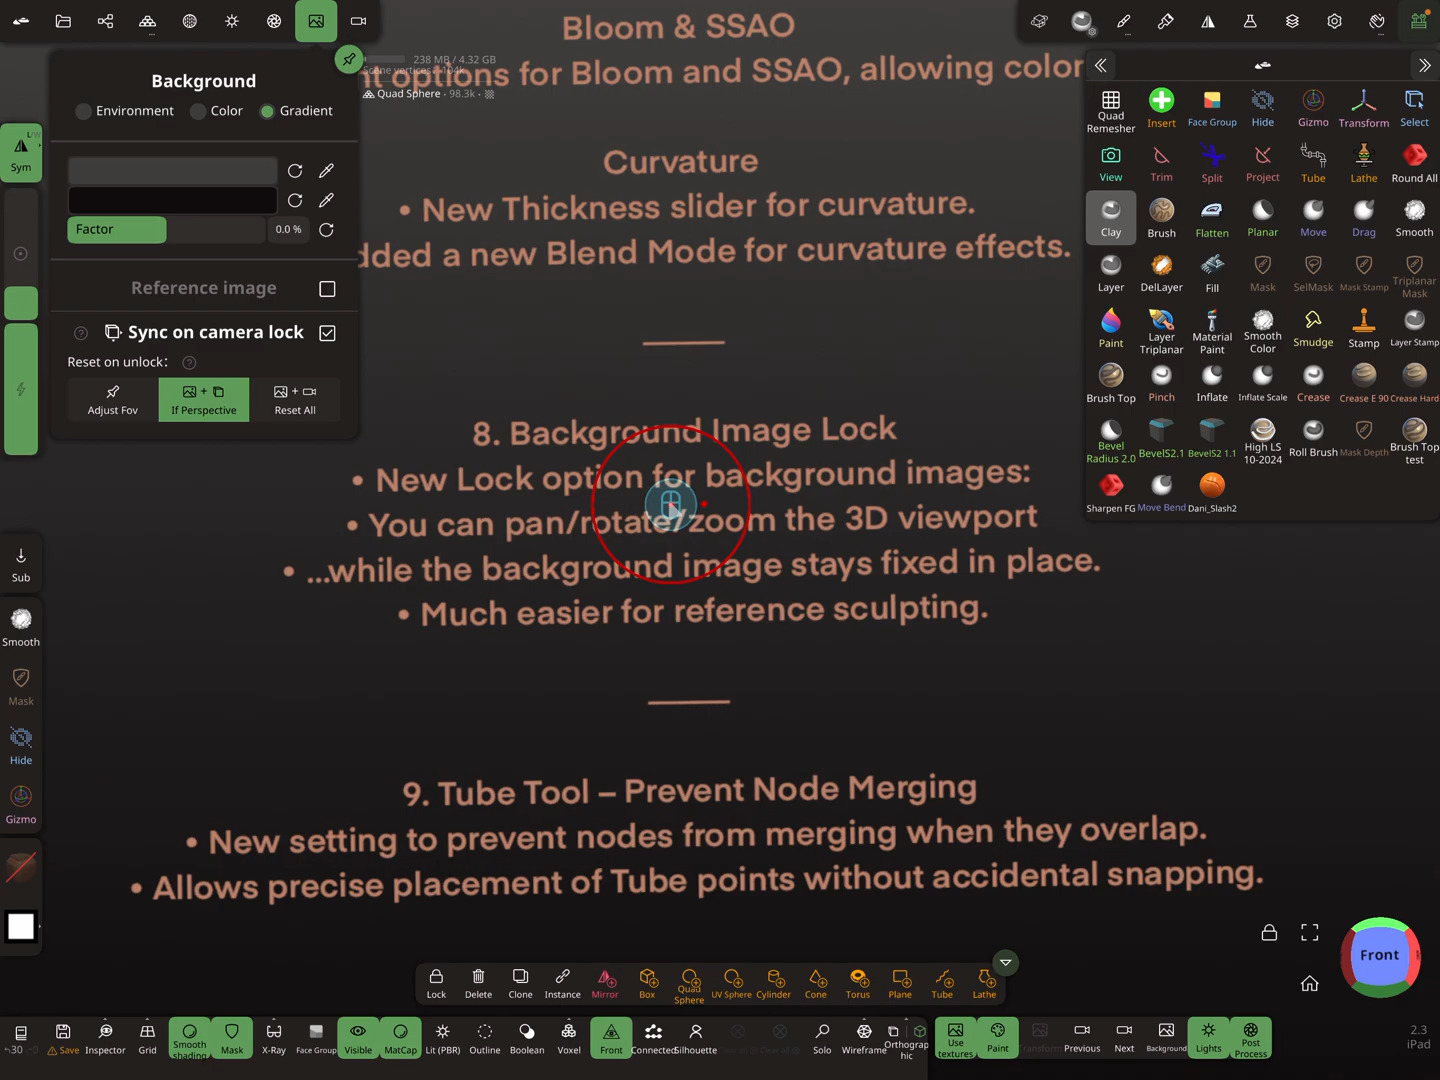 Bloom & SSAO
238 MB / 4.32 GB
Scene vertices: 104k
nt options for Bloom and SSAO, allowing color
Quad Sphere • 98.3k •
Background
Environment
Color
Gradient
Factor
0.0 %
Reference image
Sync on camera lock
Reset on unlock:
Adjust Fov
If Perspective
Reset All
Sym
Sub
Smooth
Mask
Hide
Gizmo
Curvature
• New Thickness slider for curvature.
dded a new Blend Mode for curvature effects.
8. Background Image Lock
• New Lock option for background images:
• You can pan/rotate/zoom the 3D viewport
• ...while the background image stays fixed in place.
• Much easier for reference sculpting.
9. Tube Tool – Prevent Node Merging
• New setting to prevent nodes from merging when they overlap.
• Allows precise placement of Tube points without accidental snapping.
Quad Remesher
Insert
Face Group
Hide
Gizmo
Transform
Select
View
Trim
Split
Project
Tube
Lathe
Round All
Clay
Brush
Flatten
Planar
Move
Drag
Smooth
Layer
DelLayer
Fill
Mask
SelMask
Mask Stamp
Triplanar Mask
Paint
Layer Triplanar
Material Paint
Smooth Color
Smudge
Stamp
Layer Stamp
Brush Top
Pinch
Inflate
Inflate Scale
Crease
Crease E 90
Crease Hard
Bevel Radius 2.0
BevelS2.1
BevelS2 1.1
High LS 10-2024
Roll Brush
Mask Depth
Brush Top test
Sharpen FG
Move Bend
Dani_Slash2
Front
Lock
Delete
Clone
Instance
Mirror
Box
Quad Sphere
UV Sphere
Cylinder
Cone
Torus
Plane
Tube
Lathe
Save
Inspector
Grid
Smooth shading
Mask
X-Ray
Face Group
Visible
MatCap
Lit (PBR)
Outline
Boolean
Voxel
Front
Connected
Silhouette
Solo
Wireframe
Orthographic
Use textures
Paint
Previous
Next
Background
Lights
Post Process
2.3
iPad